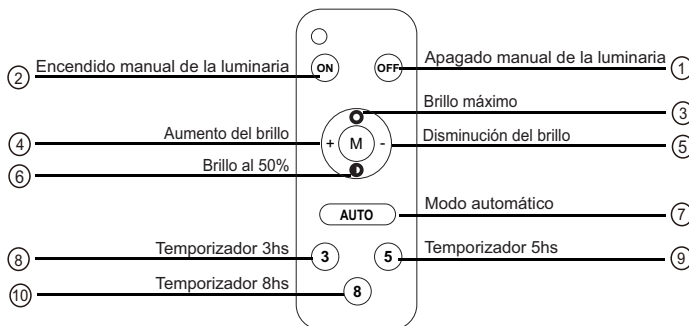 Encendido manual de la luminaria
2
ON
OFF
Apagado manual de la luminaria
1
Brillo máximo
3
Aumento del brillo
4
+ M -
Disminución del brillo
5
Brillo al 50%
6
AUTO
Modo automático
7
Temporizador 3hs
8
3
5
Temporizador 5hs
9
Temporizador 8hs
10
8